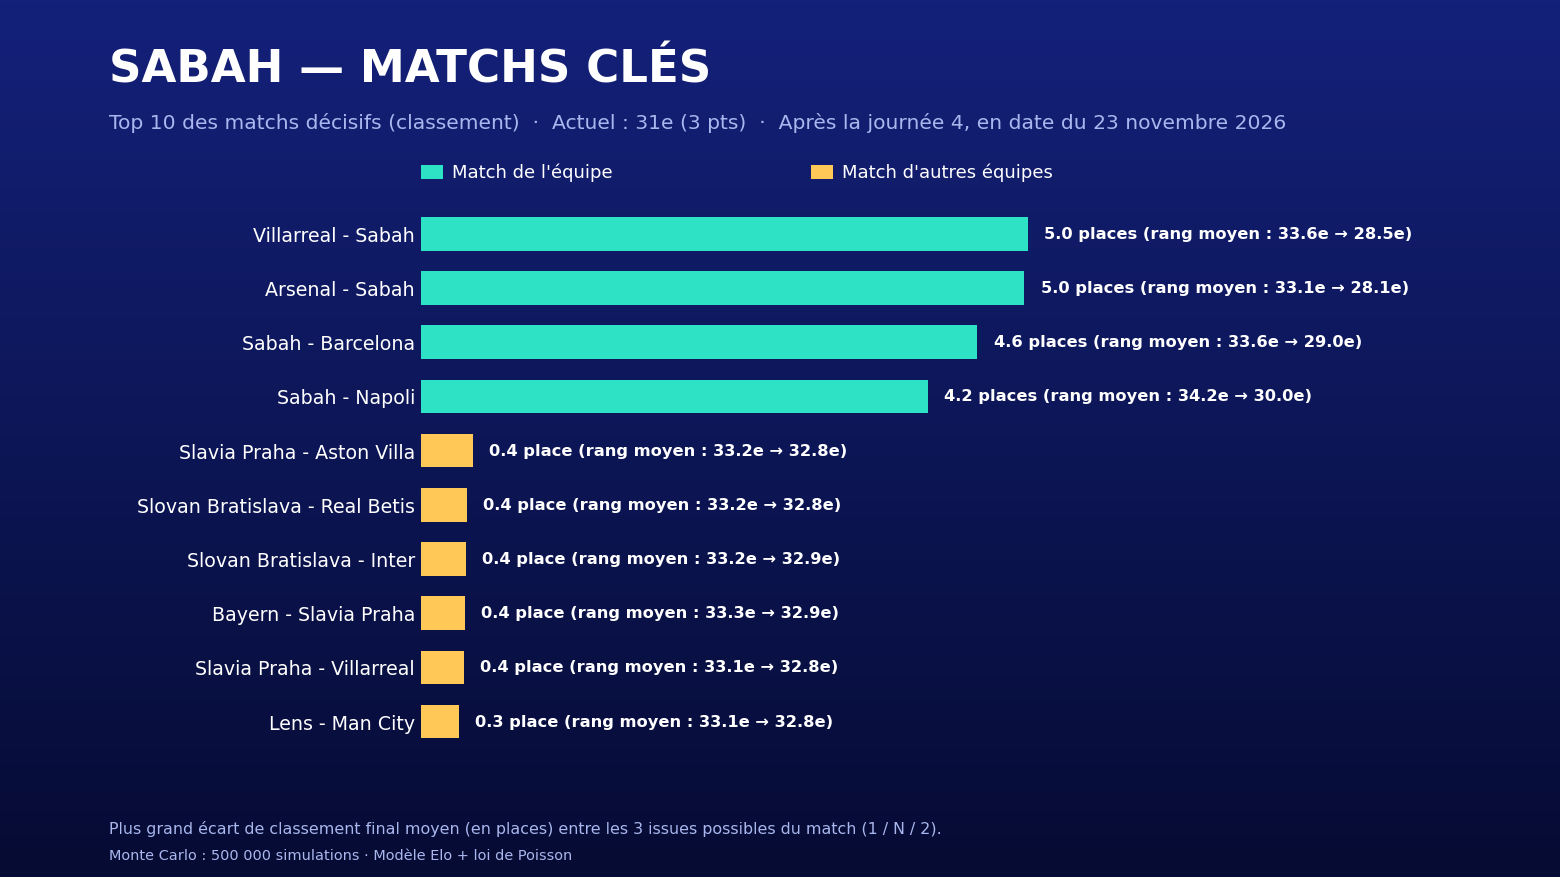 SABAH — MATCHS CLÉS
Top 10 des matchs décisifs (classement)  ·  Actuel : 31e (3 pts)  ·  Après la journée 4, en date du 23 novembre 2026
Match de l'équipe
Match d'autres équipes
Villarreal - Sabah 5.0 places (rang moyen : 33.6e → 28.5e)
Arsenal - Sabah 5.0 places (rang moyen : 33.1e → 28.1e)
Sabah - Barcelona 4.6 places (rang moyen : 33.6e → 29.0e)
Sabah - Napoli 4.2 places (rang moyen : 34.2e → 30.0e)
Slavia Praha - Aston Villa 0.4 place (rang moyen : 33.2e → 32.8e)
Slovan Bratislava - Real Betis 0.4 place (rang moyen : 33.2e → 32.8e)
Slovan Bratislava - Inter 0.4 place (rang moyen : 33.2e → 32.9e)
Bayern - Slavia Praha 0.4 place (rang moyen : 33.3e → 32.9e)
Slavia Praha - Villarreal 0.4 place (rang moyen : 33.1e → 32.8e)
Lens - Man City 0.3 place (rang moyen : 33.1e → 32.8e)
Plus grand écart de classement final moyen (en places) entre les 3 issues possibles du match (1 / N / 2).
Monte Carlo : 500 000 simulations · Modèle Elo + loi de Poisson